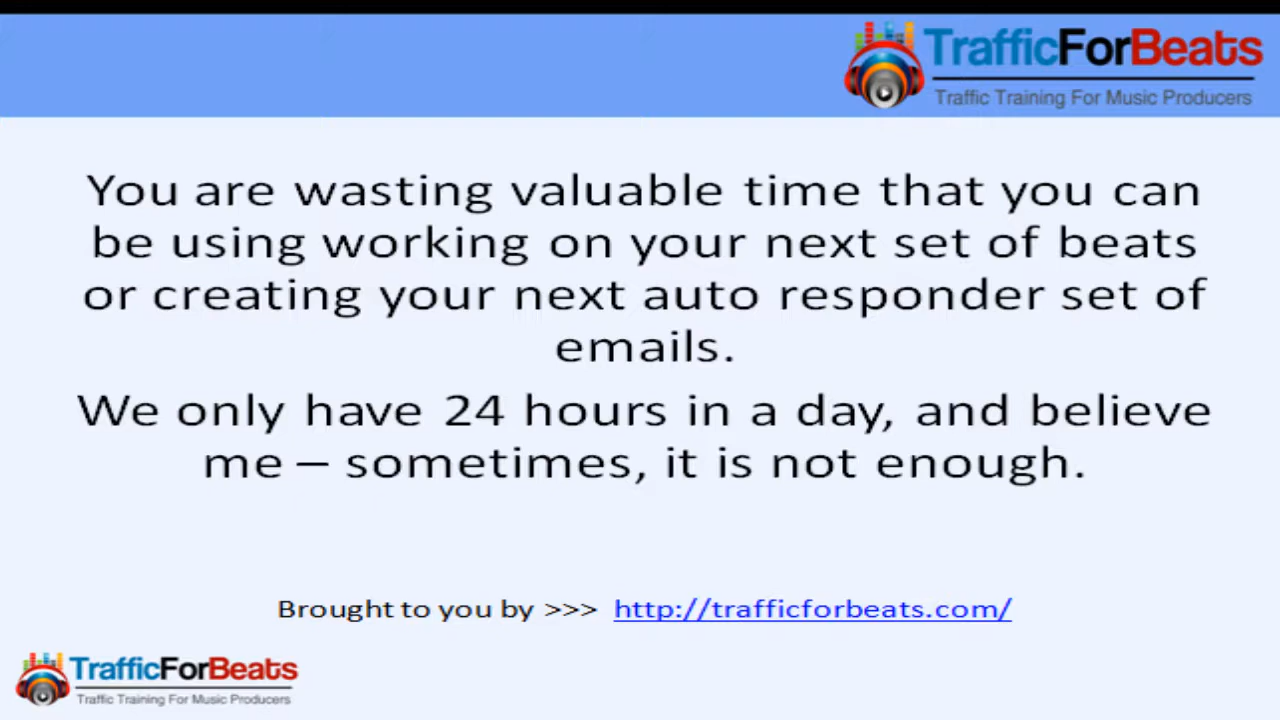 TrafficForBeats
Traffic Training For Music Producers
You are wasting valuable time that you can
be using working on your next set of beats
or creating your next auto responder set of
emails.
We only have 24 hours in a day, and believe
me – sometimes, it is not enough.
Brought to you by >>> http://trafficforbeats.com/
TrafficForBeats
Traffic Training For Music Producers